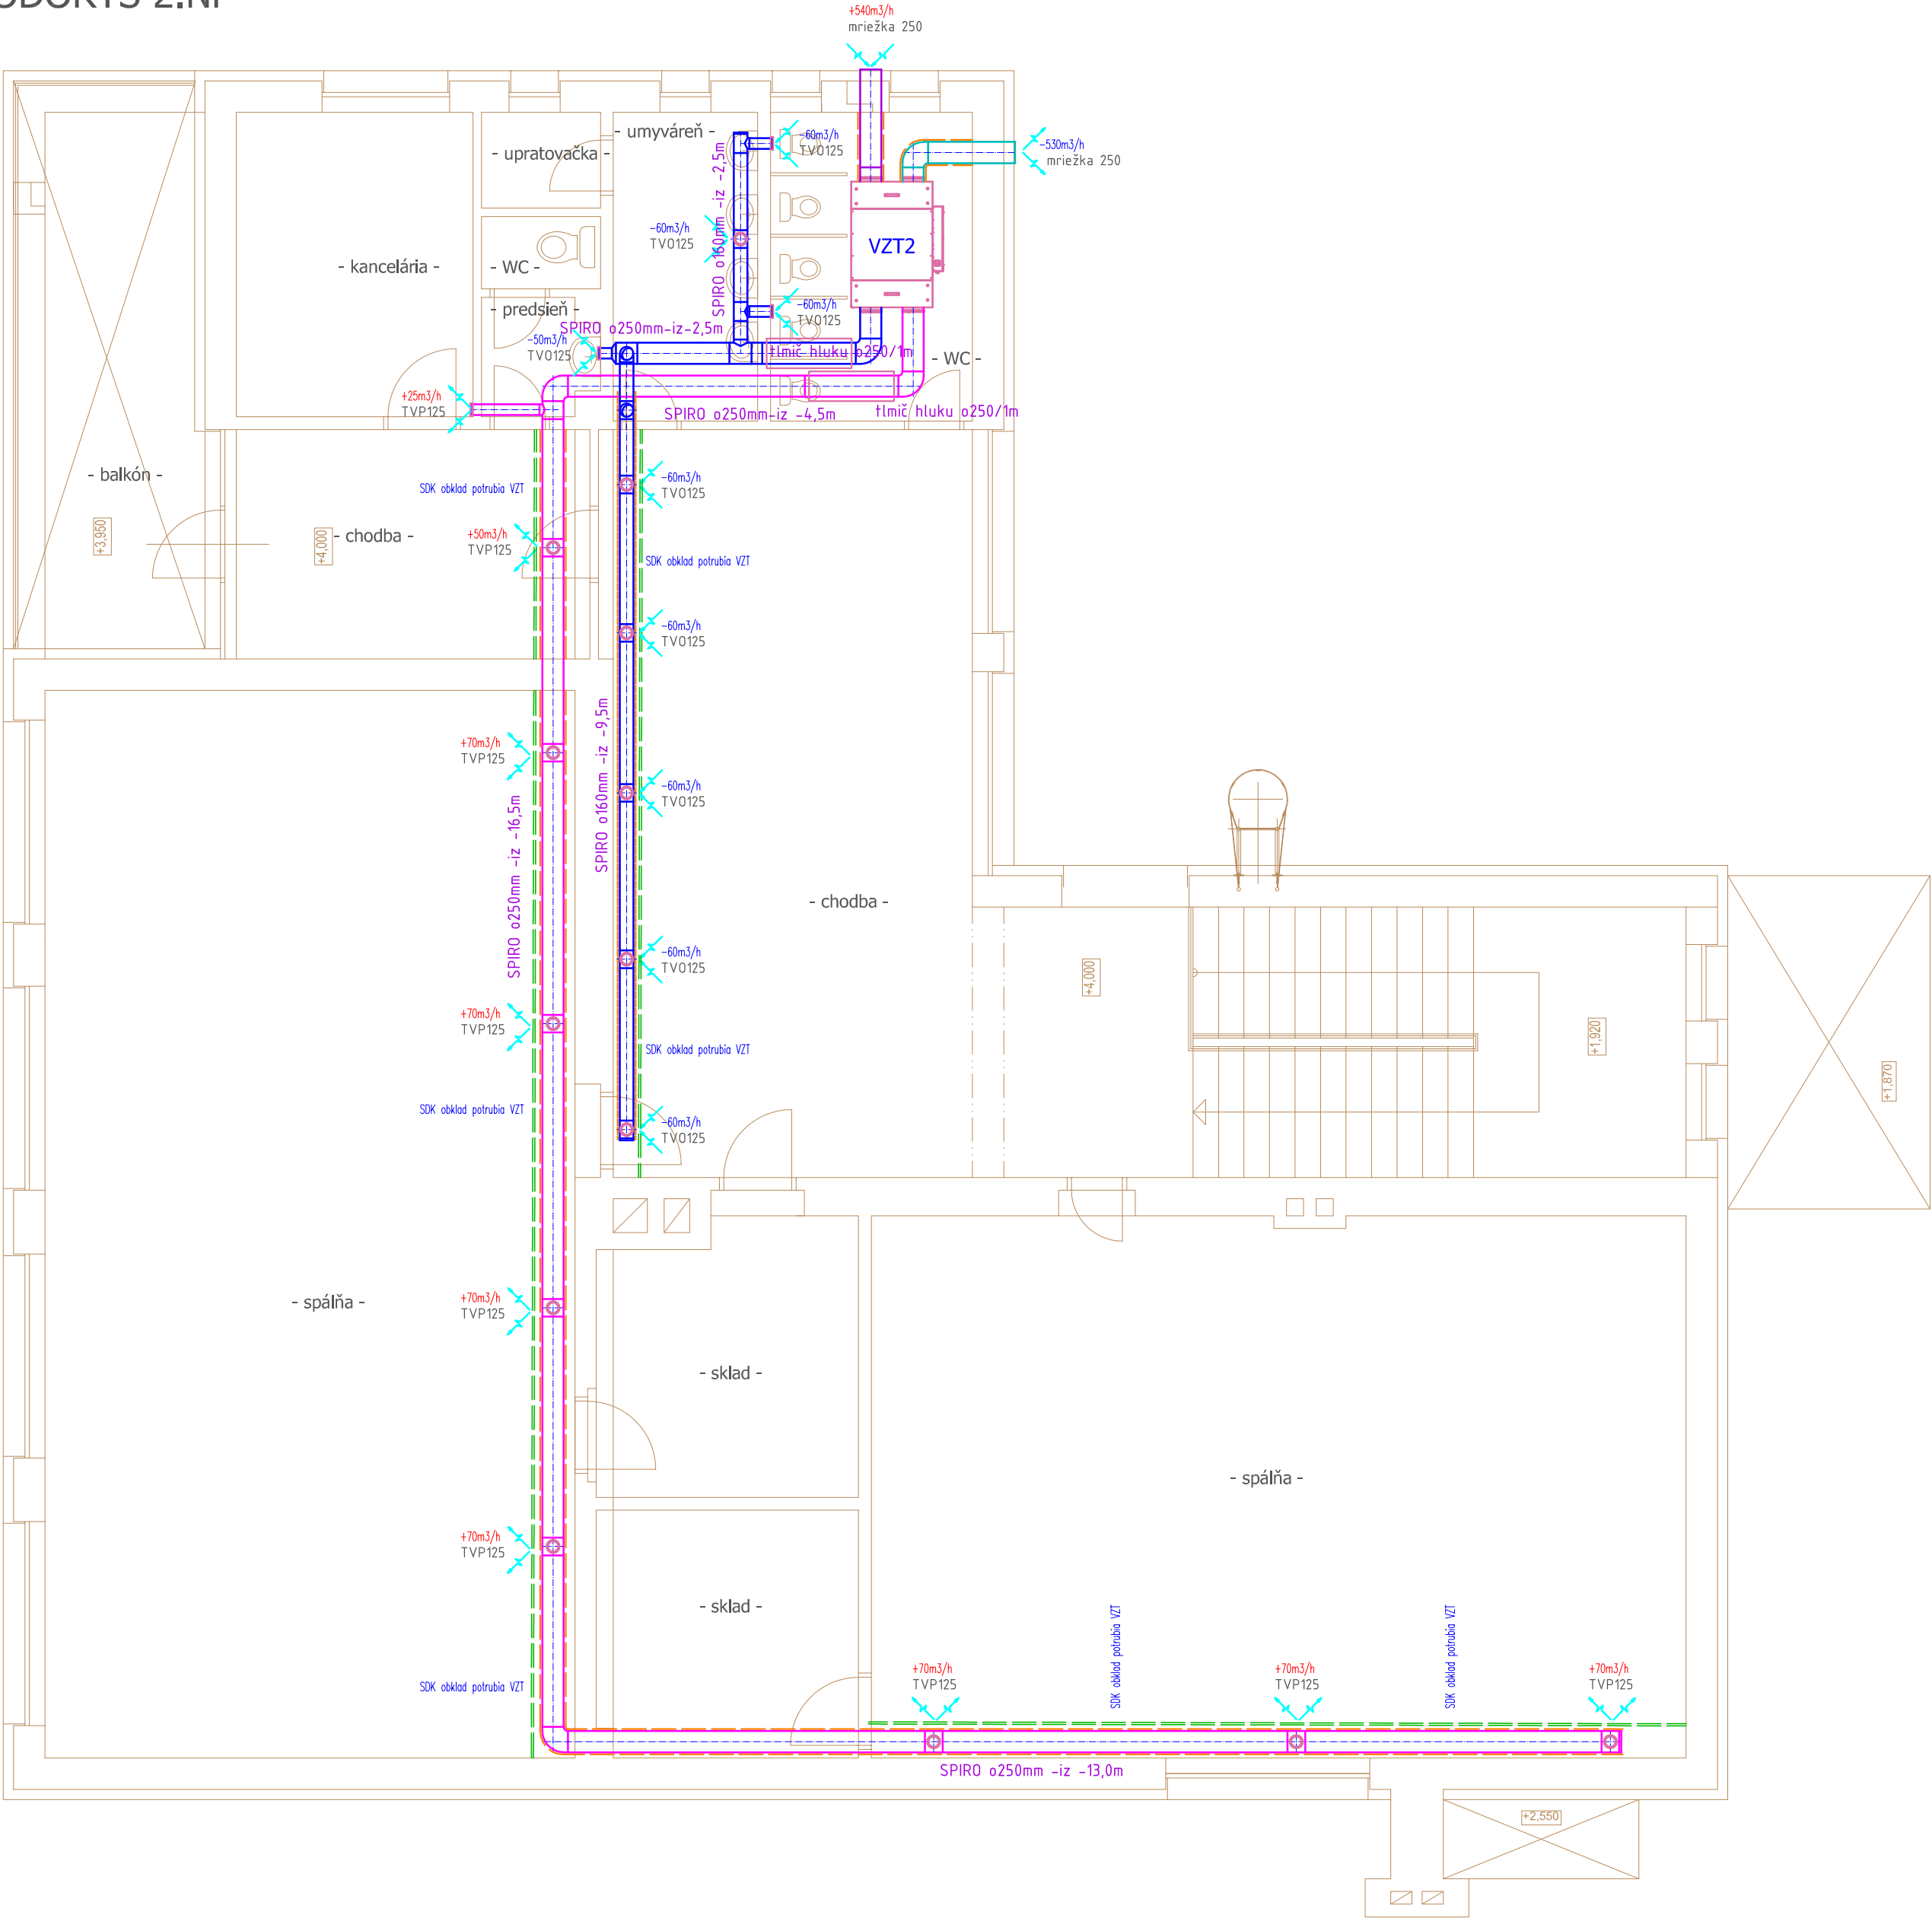 +540m3/h
mriežka 250
- umyváreň -
-60m3/h
TVO125
-530m3/h
mriežka 250
- upratovačka -
SPIRO o160mm -iz -2,5m
-60m3/h
TVO125
VZT2
- kancelária -
- WC -
- predsieň -
-60m3/h
TVO125
SPIRO o250mm-iz-2,5m
-50m3/h
TVO125
tlmič hluku o250/1m
- WC -
+25m3/h
TVP125
SPIRO o250mm-iz -4,5m
tlmič hluku o250/1m
- balkón -
SDK obklad potrubia VZT
-60m3/h
TVO125
+3,950
+4,000
- chodba -
+50m3/h
TVP125
SDK obklad potrubia VZT
-60m3/h
TVO125
+70m3/h
TVP125
SPIRO o160mm -iz -9,5m
-60m3/h
TVO125
SPIRO o250mm -iz -16,5m
- chodba -
-60m3/h
TVO125
+4,000
+70m3/h
TVP125
SDK obklad potrubia VZT
+1,920
+1,870
SDK obklad potrubia VZT
-60m3/h
TVO125
- spálňa -
+70m3/h
TVP125
- sklad -
- spálňa -
+70m3/h
TVP125
- sklad -
SDK obklad potrubia VZT
SDK obklad potrubia VZT
SDK obklad potrubia VZT
+70m3/h
TVP125
+70m3/h
TVP125
+70m3/h
TVP125
SPIRO o250mm -iz -13,0m
+2,550